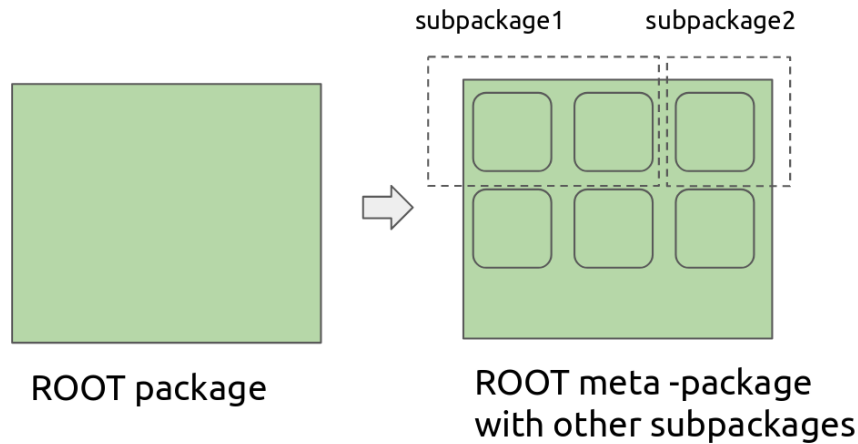 subpackage1
subpackage2
ROOT package
ROOT meta -package
with other subpackages